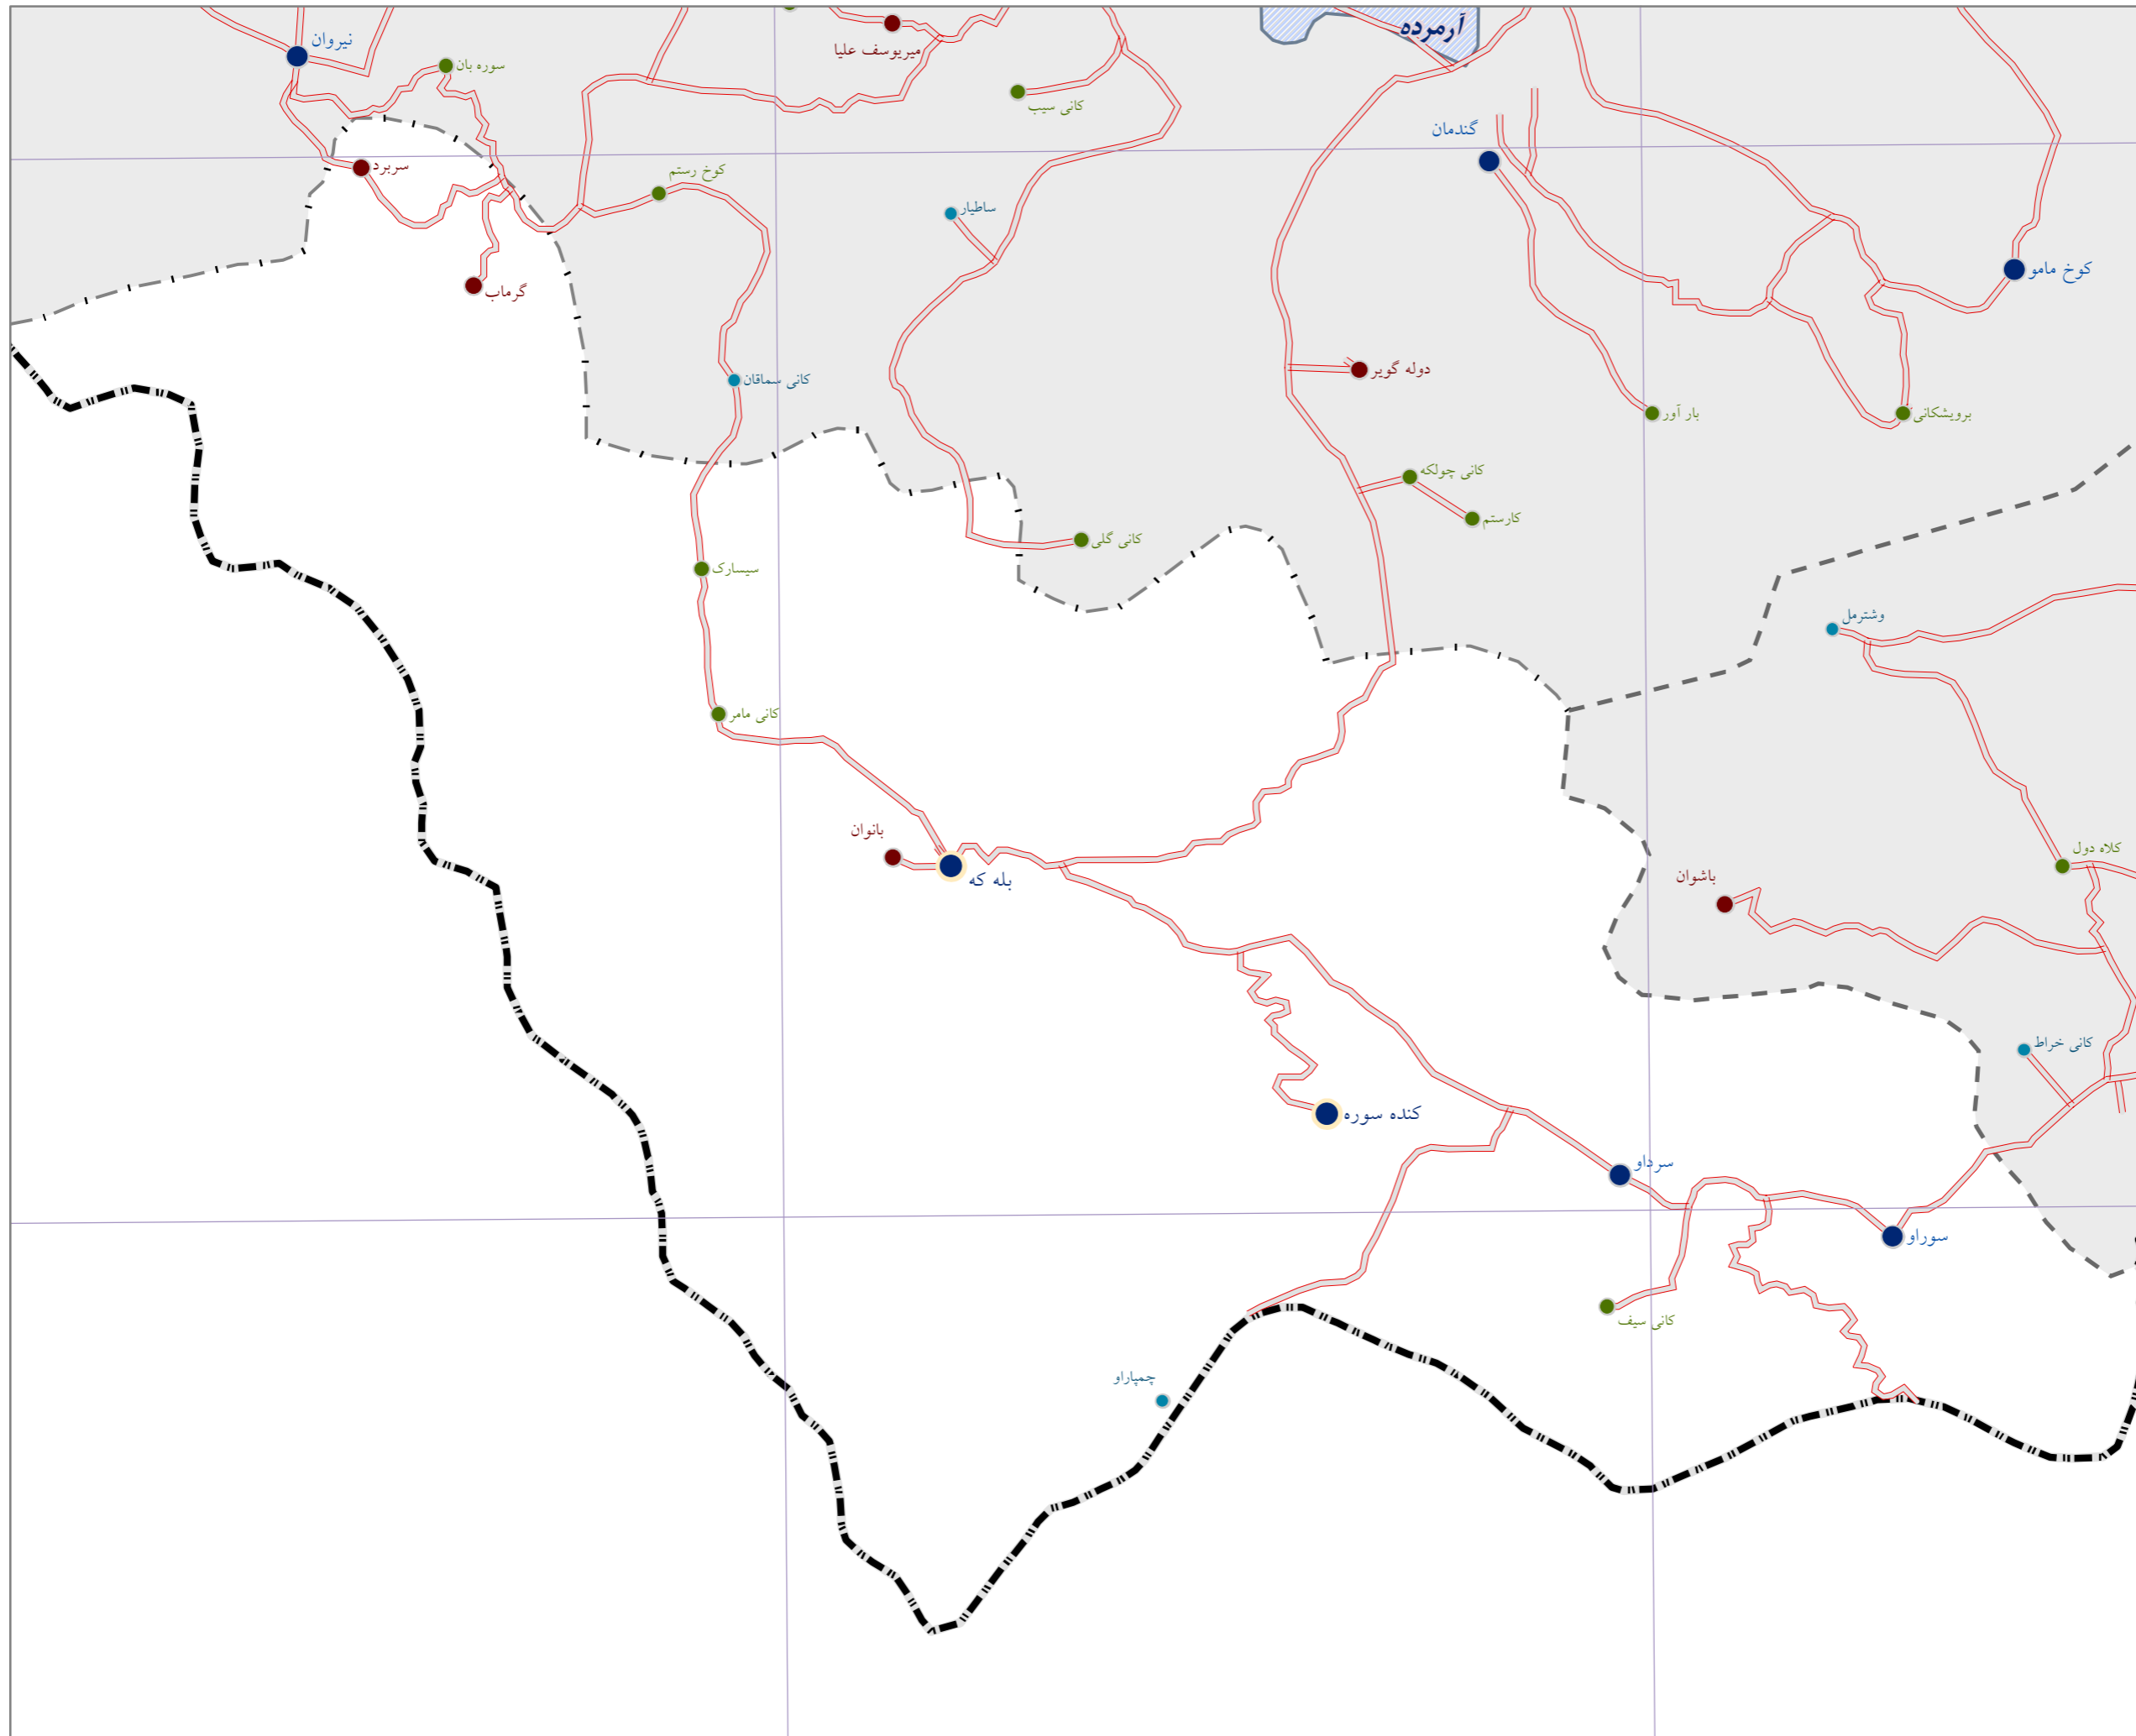 آرمرده
نیروان
میریوسف علیا
سوره بان
کانی سیب
گندمان
سربرد
کوخ رستم
ساطیار
کوخ مامو
گرماب
دوله گویر
کانی سماقان
بار آور
برویشکانی
کانی چولکه
کارستم
کانی گلی
سیسارک
وشترمل
کانی مامر
بانوان
کلاه دول
بله که
باشوان
کانی خراط
کنده سوره
سرداو
سوراو
کانی سیف
چمپاراو